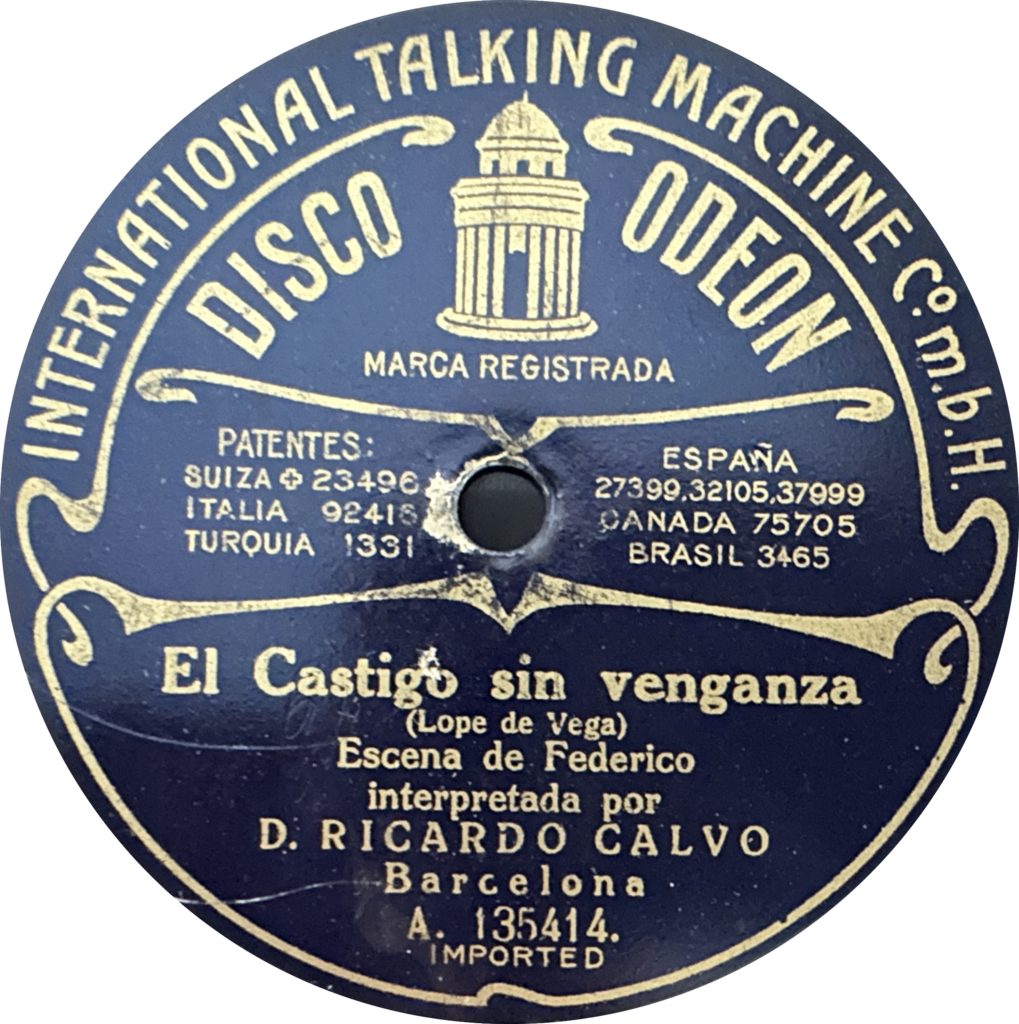 INTERNATIONAL TALKING MACHINE Co. m.b.H.
DISCO ODEON
MARCA REGISTRADA
PATENTES:
SUIZA ✚ 23496
ITALIA 92416
TURQUIA 1331
ESPAÑA
27399.32105.37999
CANADA 75705
BRASIL 3465
El Castigo sin venganza
(Lope de Vega)
Escena de Federico
interpretada por
D. RICARDO CALVO
Barcelona
A. 135414.
IMPORTED